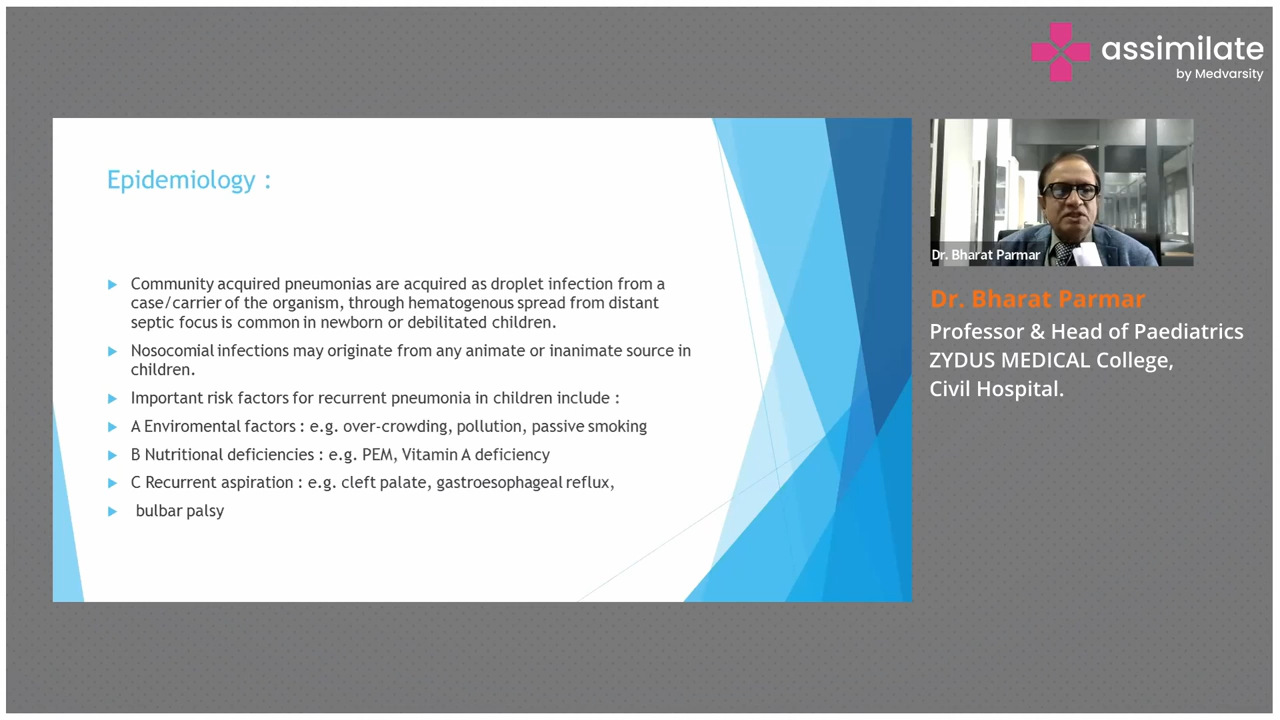 assimilate
by Medvarsity
Epidemiology :
Community acquired pneumonias are acquired as droplet infection from a
case/carrier of the organism, through hematogenous spread from distant
septic focus is common in newborn or debilitated children.
Nosocomial infections may originate from any animate or inanimate source in
children.
Important risk factors for recurrent pneumonia in children include :
A Enviromental factors : e.g. over-crowding, pollution, passive smoking
B Nutritional deficiencies : e.g. PEM, Vitamin A deficiency
C Recurrent aspiration : e.g. cleft palate, gastroesophageal reflux,
bulbar palsy
Dr. Bharat Parmar
Dr. Bharat Parmar
Professor & Head of Paediatrics
ZYDUS MEDICAL College,
Civil Hospital.